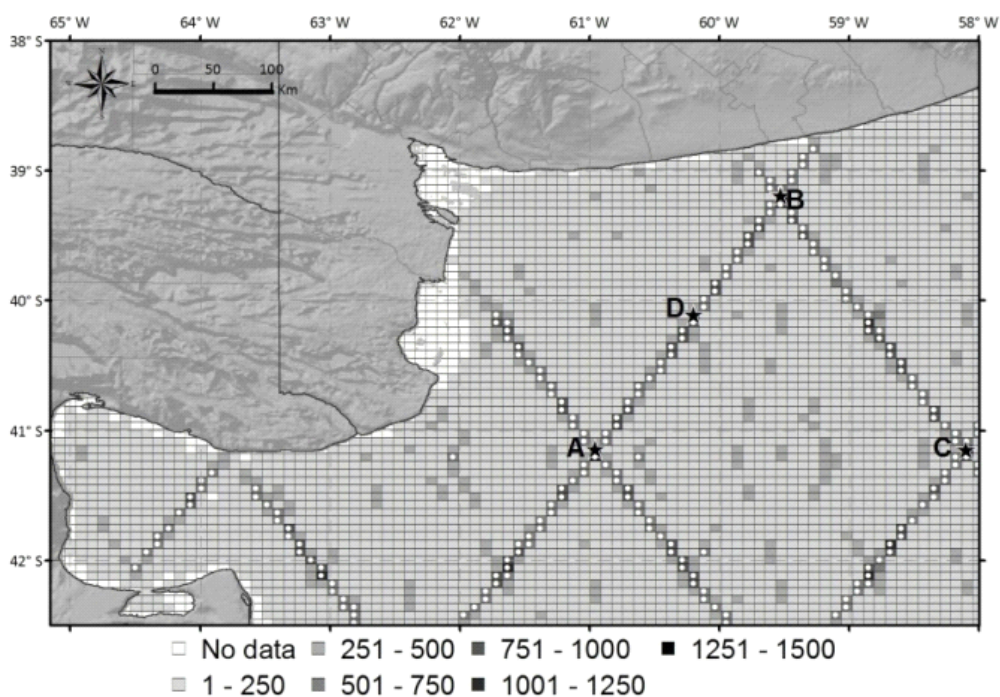 65° W 64° W 63° W 62° W 61° W 60° W 59° W 58° W
38° S
0 50 100
Km
39° S
B
40° S
D
41° S
A C
42° S
No data 251 - 500 751 - 1000 1251 - 1500
1 - 250 501 - 750 1001 - 1250